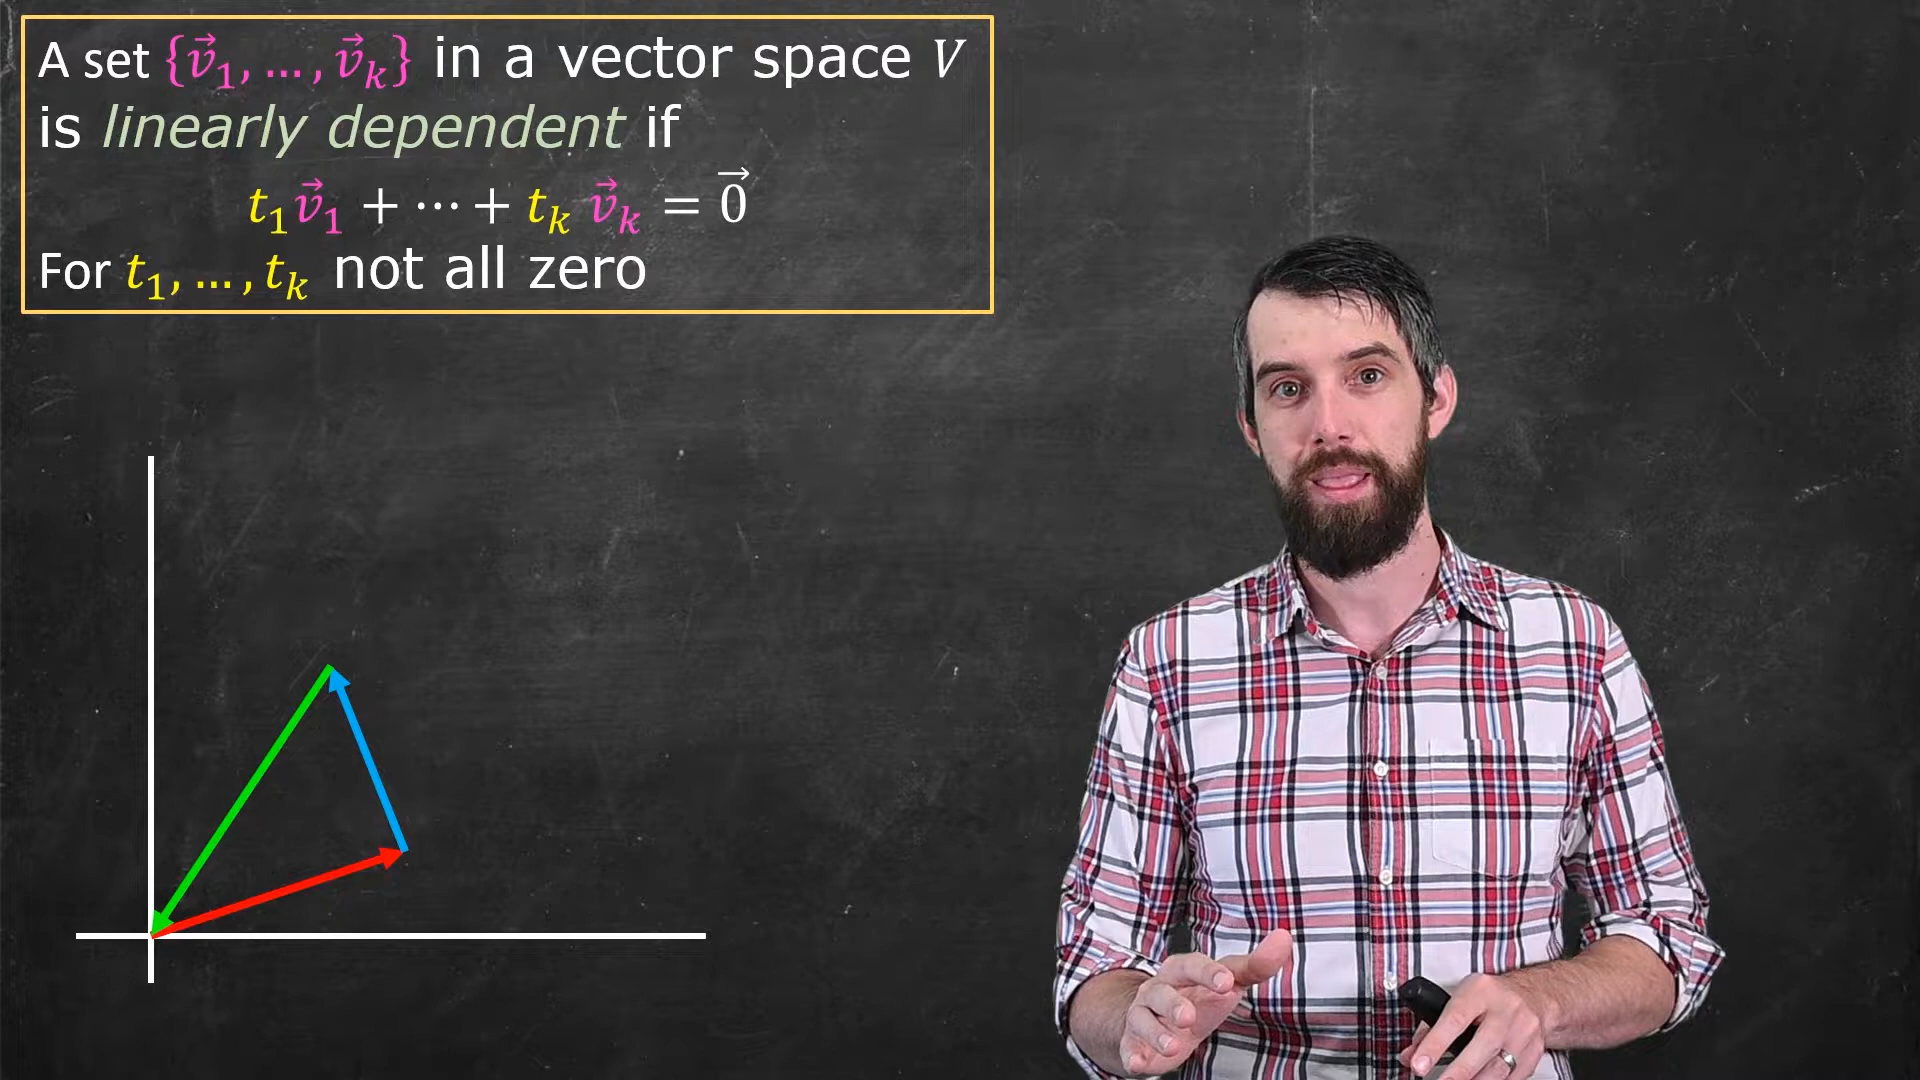 A set {v⃗₁, …, v⃗ₖ} in a vector space V
is linearly dependent if
t₁v⃗₁ + ⋯ + tₖ v⃗ₖ = 0⃗
For t₁, …, tₖ not all zero